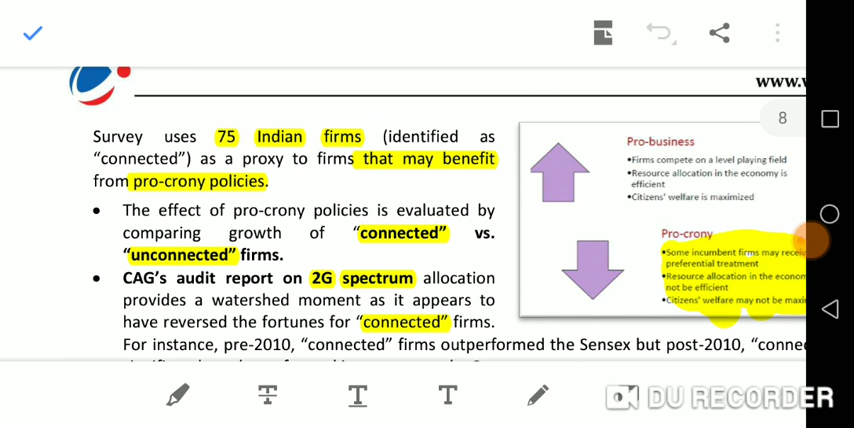 www.
8
Survey uses 75 Indian firms (identified as
“connected”) as a proxy to firms that may benefit
from pro-crony policies.
• The effect of pro-crony policies is evaluated by
comparing growth of “connected” vs.
“unconnected” firms.
• CAG’s audit report on 2G spectrum allocation
provides a watershed moment as it appears to
have reversed the fortunes for “connected” firms.
For instance, pre-2010, “connected” firms outperformed the Sensex but post-2010,
Pro-business
•Firms compete on a level playing field
•Resource allocation in the economy is
efficient
•Citizens’ welfare is maximized
Pro-crony
•Some incumbent firms may
preferential treatment
•Resource allocation in the
not be efficient
•Citizens’ welfare may not be
T T T
DU RECORDER